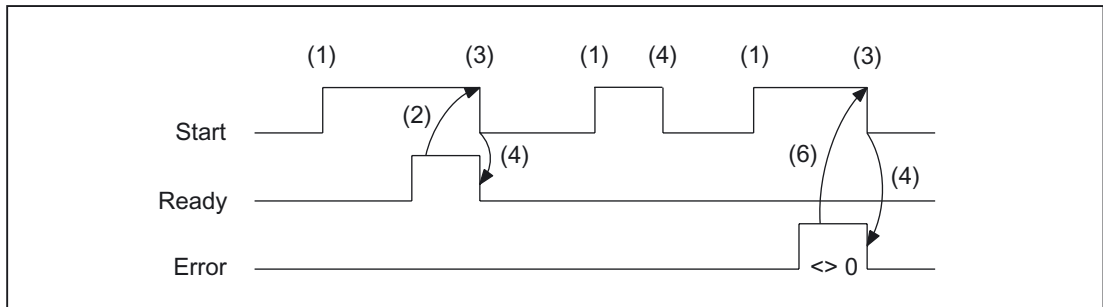 (1) (3) (1) (4) (1) (3)
Start
(2)
(4)
(6)
(4)
Ready
Error
<> 0